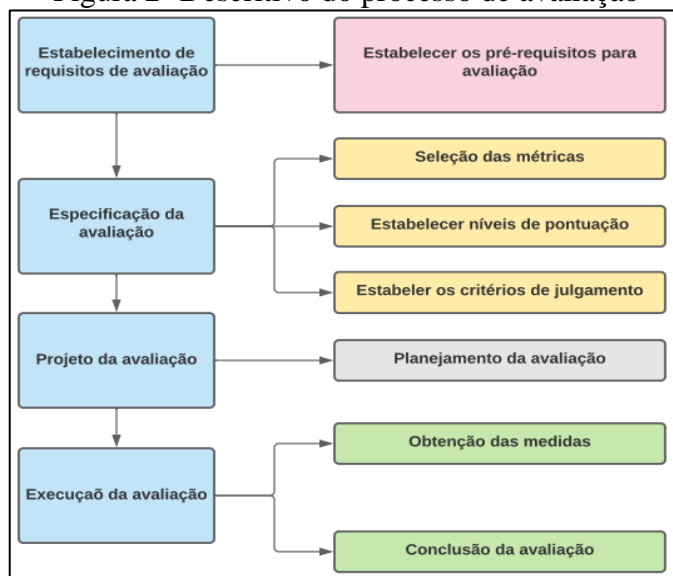 Figura 2- Descritivo do processo de avaliação
Estabelecimento de
requisitos de avaliação
Estabelecer os pré-requisitos para
avaliação
Especificação da
avaliação
Seleção das métricas
Estabelecer níveis de pontuação
Estabeler os critérios de julgamento
Projeto da avaliação
Planejamento da avaliação
Execuçaõ da avaliação
Obtenção das medidas
Conclusão da avaliação